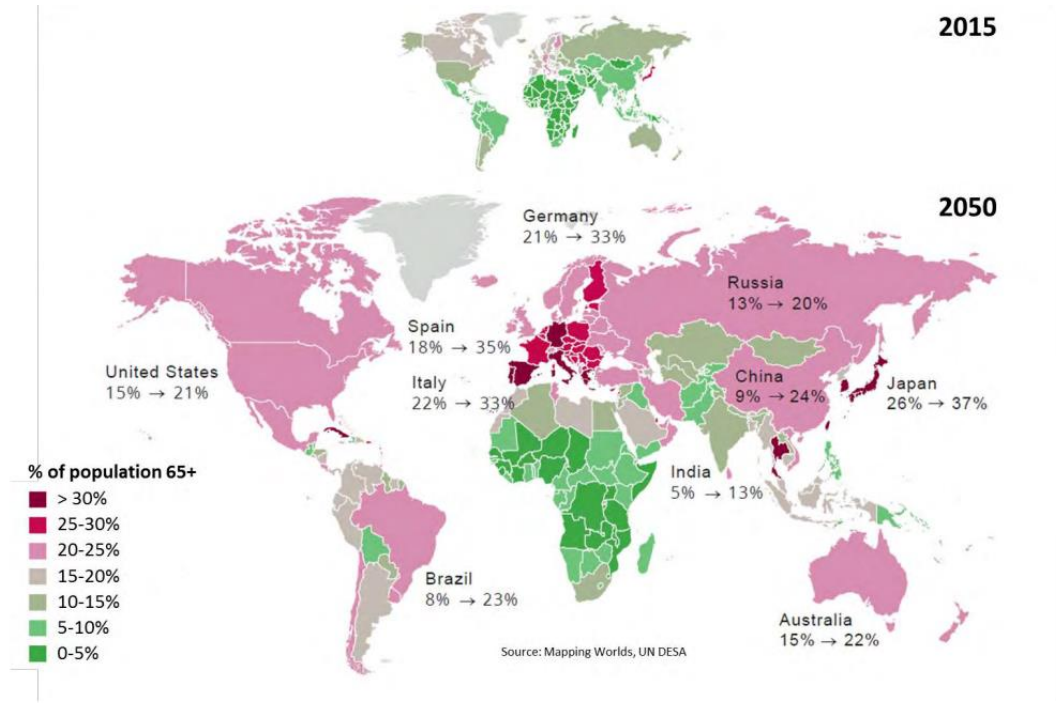 2015
2050
Germany
21% → 33%
Russia
13% → 20%
Spain
18% → 35%
United States
15% → 21%
Italy
22% → 33%
China
9% → 24%
Japan
26% → 37%
% of population 65+
> 30%
25-30%
20-25%
15-20%
10-15%
5-10%
0-5%
India
5% → 13%
Brazil
8% → 23%
Australia
15% → 22%
Source: Mapping Worlds, UN DESA